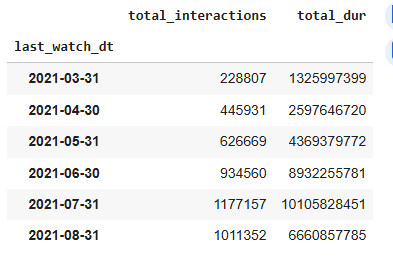 total_interactions total_dur
last_watch_dt
2021-03-31 228807 1325997399
2021-04-30 445931 2597646720
2021-05-31 626669 4369379772
2021-06-30 934560 8932255781
2021-07-31 1177157 10105828451
2021-08-31 1011352 6660857785